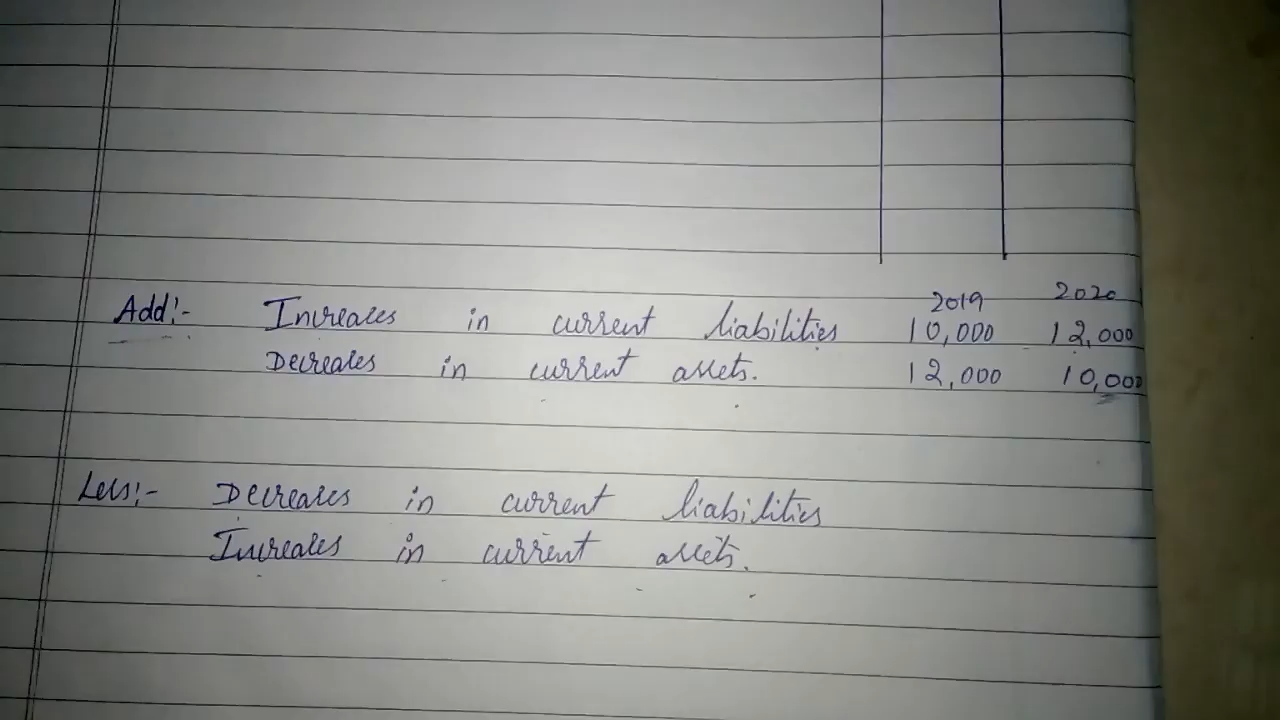 2019 2020
Add:- Increases in current liabilities 10,000 12,000
Decreases in current assets. 12,000 10,000
Less:- Decreases in current liabilities
Increases in current assets.